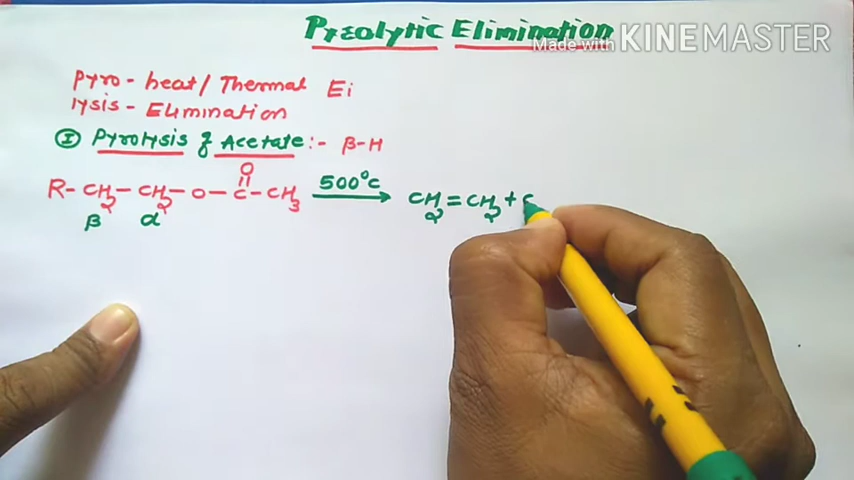 Pyrolytic Elimination
Made with KINEMASTER
Pyro - heat / Thermal Ei
lysis - Elimination
I Pyrolysis of Acetate :- β-H
O
R- CH2 - CH2 - O - C - CH3 500°C CH2 = CH2 + C
β α